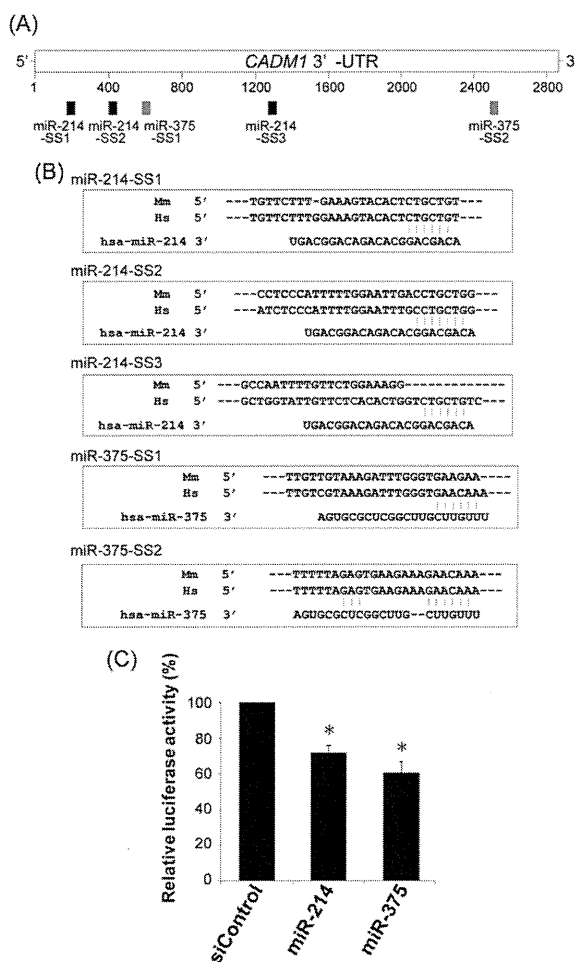 (A)
5' CADM1 3' -UTR 3
1 400 800 1200 1600 2000 2400 2800
miR-214 miR-214 miR-375 miR-214 miR-375
-SS1 -SS2 -SS1 -SS3 -SS2
(B)
miR-214-SS1
Mm 5' ---TGTTCTTT-GAAAGTACACTCTGCTGT---
Hs 5' ---TGTTCTTTGGAAAGTACACTCTGCTGT---
hsa-miR-214 3' UGACGGACAGACACGGACGACA
miR-214-SS2
Mm 5' ---CCTCCCATTTTTGGAATTGACCTGCTGG---
Hs 5' ---ATCTCCCATTTTGGAATTTGCCTGCTGG---
hsa-miR-214 3' UGACGGACAGACACGGACGACA
miR-214-SS3
Mm 5' ---GCCAATTTTGTTCTGGAAAGG--------------
Hs 5' ---GCTGGTATTGTTCTCACACTGGTCTGCTGTC---
hsa-miR-214 3' UGACGGACAGACACGGACGACA
miR-375-SS1
Mm 5' ---TTGTTGTAAAGATTTGGGTGAAGAA----
Hs 5' ---TTGTCGTAAAGATTTGGGTGAACAAA---
hsa-miR-375 3' AGUGCGCUCGGCUUGCUUGUUU
miR-375-SS2
Mm 5' ---TTTTTAGAGTGAAGAAAGAACAAA---
Hs 5' ---TTTTTAGAGTGAAGAAAGAACAAA---
hsa-miR-375 3' AGUGCGCUCGGCUUG--CUUGUUU
(C)
Relative luciferase activity (%)
100
80
60
40
20
0
* *
siControl miR-214 miR-375